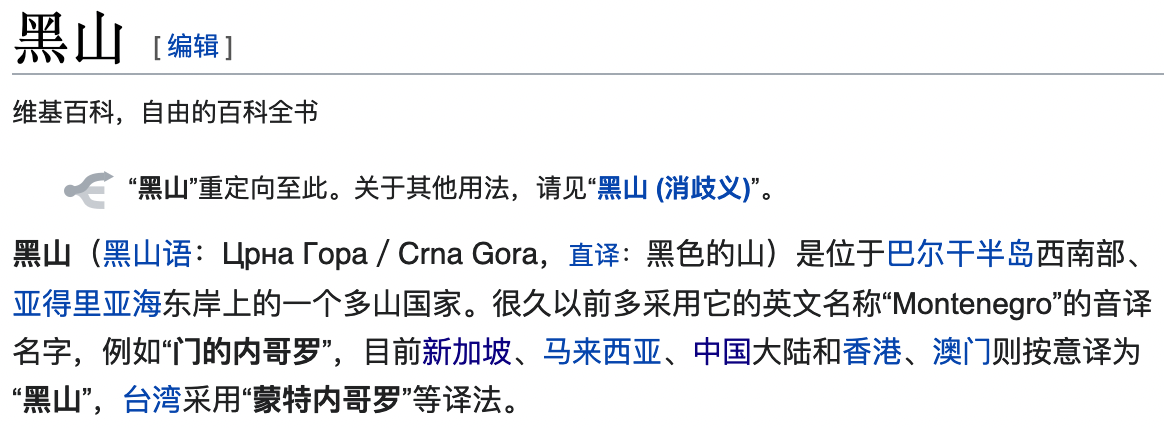 黑山 [ 编辑 ]
维基百科，自由的百科全书
“黑山”重定向至此。关于其他用法，请见“黑山 (消歧义)”。
黑山（黑山语：Црна Гора / Crna Gora，直译：黑色的山）是位于巴尔干半岛西南部、
亚得里亚海东岸上的一个多山国家。很久以前多采用它的英文名称“Montenegro”的音译
名字，例如“门的内哥罗”，目前新加坡、马来西亚、中国大陆和香港、澳门则按意译为
“黑山”，台湾采用“蒙特内哥罗”等译法。